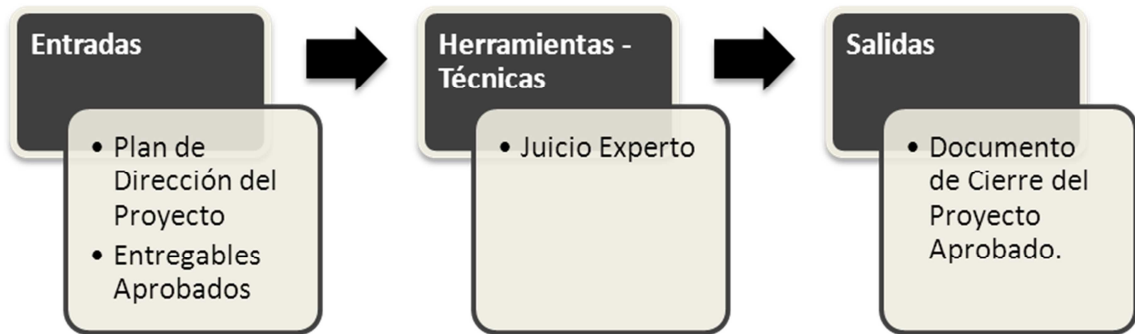 Entradas
• Plan de
Dirección del
Proyecto
• Entregables
Aprobados
Herramientas -
Técnicas
• Juicio Experto
Salidas
• Documento
de Cierre del
Proyecto
Aprobado.